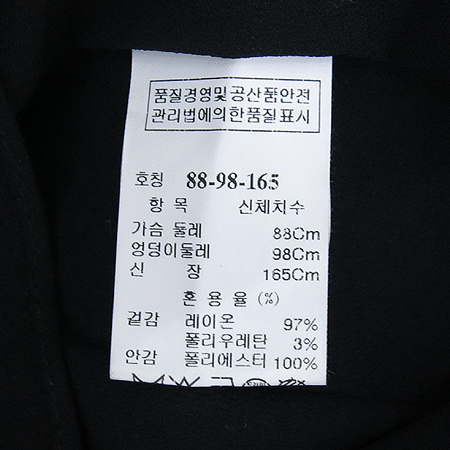 품질경영및공산품안전
관리법에의한품질표시
호칭 88-98-165
항 목 신체치수
가슴 둘레 88Cm
엉덩이둘레 98Cm
신 장 165Cm
혼 용 율 (%)
겉감 레이온 97%
폴리우레탄 3%
안감 폴리에스터 100%